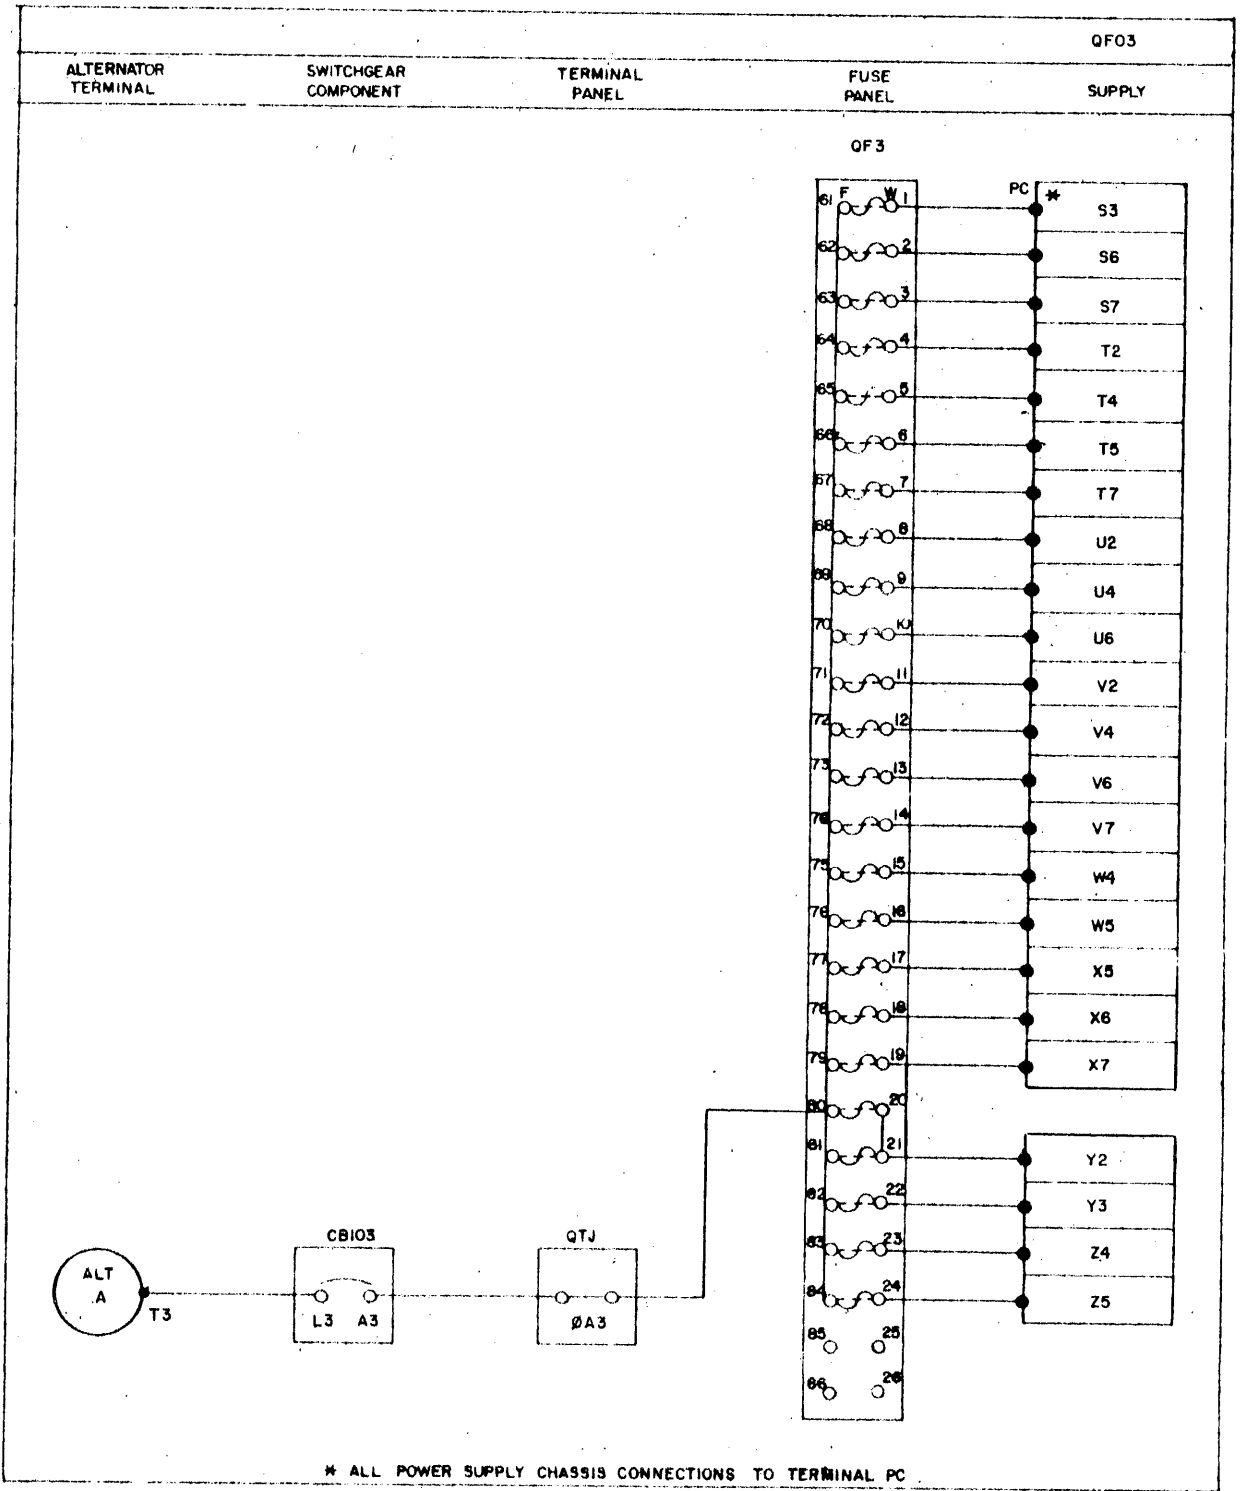 QF03
ALTERNATOR TERMINAL
SWITCHGEAR COMPONENT
TERMINAL PANEL
FUSE PANEL
SUPPLY
QF3
F W
PC *
61 1 S3
62 2 S6
63 3 S7
64 4 T2
65 5 T4
66 6 T5
67 7 T7
68 8 U2
69 9 U4
70 U6
71 11 V2
72 12 V4
73 13 V6
14 V7
75 15 W4
76 16 W5
77 17 X5
78 18 X6
79 19 X7
80 20
81 21 Y2
82 22 Y3
83 23 Z4
84 24 Z5
85 25
86 26
CB103
QTJ
ALT A
T3
L3 A3
ØA3
* ALL POWER SUPPLY CHASSIS CONNECTIONS TO TERMINAL PC